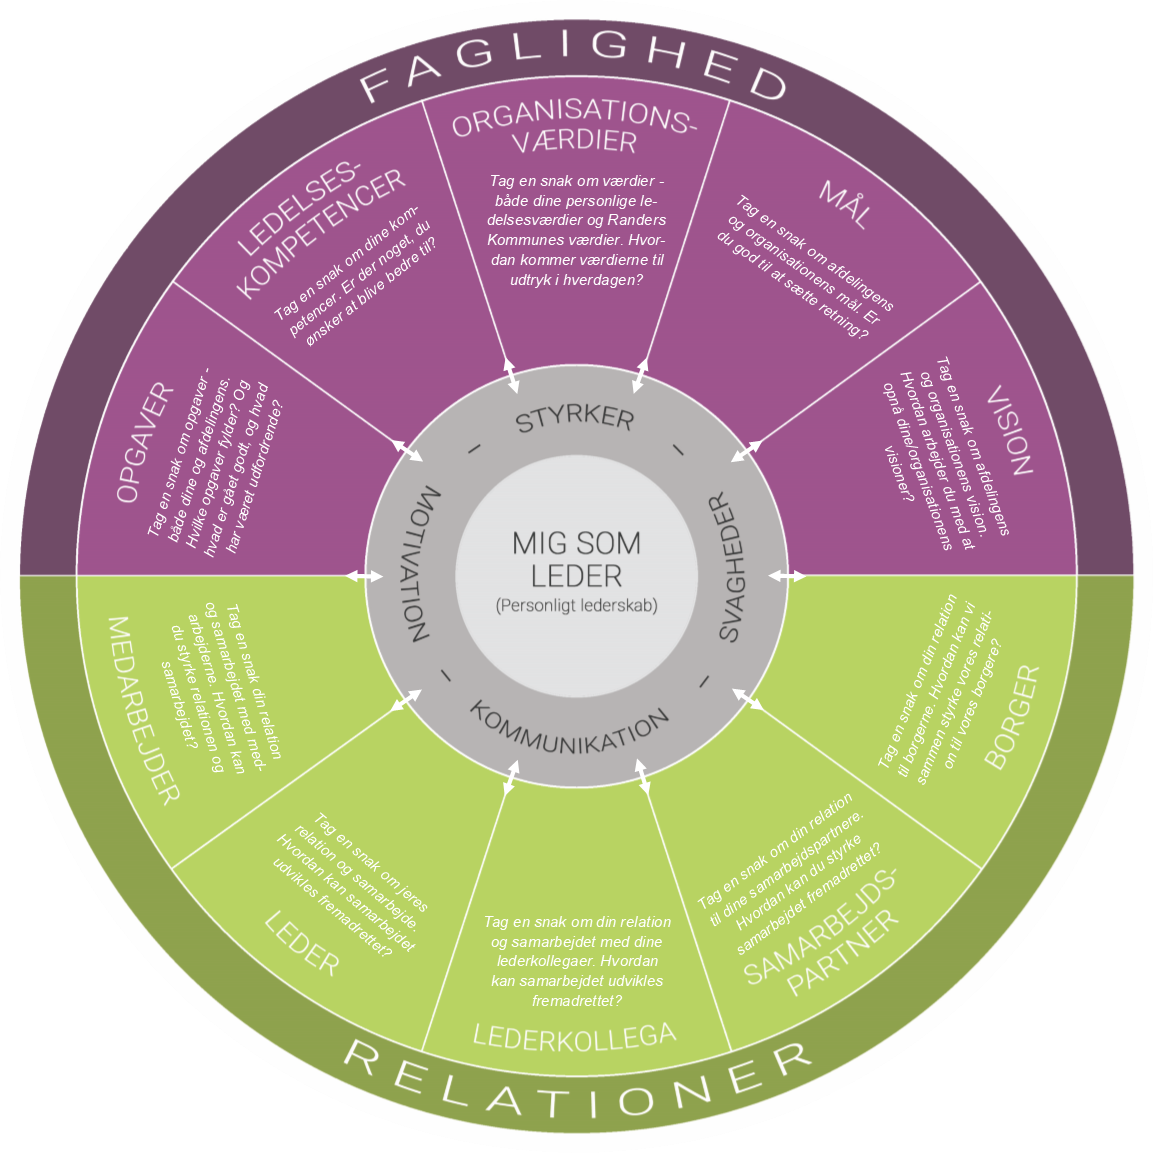 FAGLIGHED
OPGAVER
Tag en snak om opgaver -
både dine og afdelingens.
Hvilke opgaver fylder? Og
hvad er gået godt, og hvad
har været udfordrende?
LEDELSES-
KOMPETENCER
Tag en snak om dine kom-
petencer. Er der noget, du
ønsker at blive bedre til?
ORGANISATIONS-
VÆRDIER
Tag en snak om værdier -
både dine personlige le-
delsesværdier og Randers
Kommunes værdier. Hvor-
dan kommer værdierne til
udtryk i hverdagen?
MÅL
Tag en snak om afdelingens
og organisationens mål. Er
du god til at sætte retning?
VISION
Tag en snak om afdelingens
og organisationens vision.
Hvordan arbejder du med at
opnå dine/organisationens
visioner?
STYRKER
–
SVAGHEDER
–
KOMMUNIKATION
–
MOTIVATION
–
MIG SOM
LEDER
(Personligt lederskab)
BORGER
Tag en snak om din relation
til borgerne. Hvordan kan vi
sammen styrke vores relati-
on til vores borgere?
Tag en snak om din relation
til dine samarbejdspartnere.
Hvordan kan du styrke
samarbejdet fremadrettet?
SAMARBEJDS-
PARTNER
Tag en snak om din relation
og samarbejdet med dine
lederkollegaer. Hvordan
kan samarbejdet udvikles
fremadrettet?
LEDERKOLLEGA
Tag en snak om jeres
relation og samarbejde.
Hvordan kan samarbejdet
udvikles fremadrettet?
LEDER
Tag en snak din relation
og samarbejdet med med-
arbejderne. Hvordan kan
du styrke relationen og
samarbejdet?
MEDARBEJDER
RELATIONER